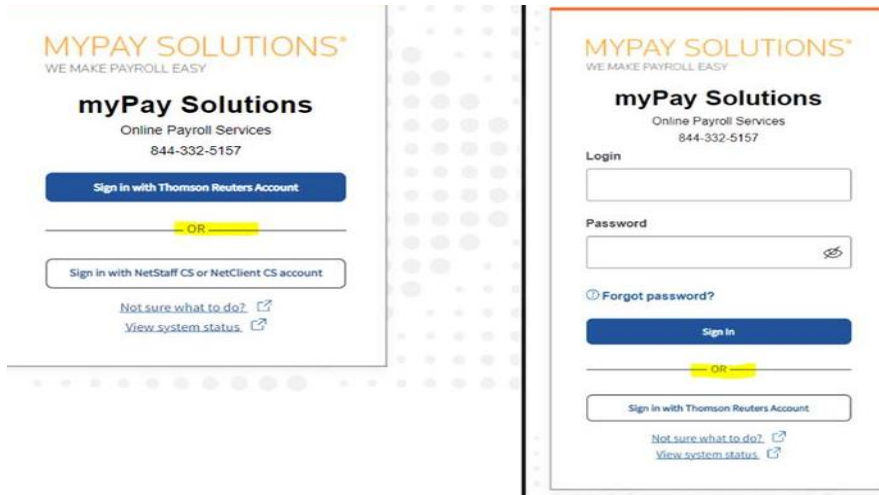 MYPAY SOLUTIONS®
WE MAKE PAYROLL EASY
myPay Solutions
Online Payroll Services
844-332-5157
Sign in with Thomson Reuters Account
OR
Sign in with NetStaff CS or NetClient CS account
Not sure what to do?
View system status
MYPAY SOLUTIONS®
WE MAKE PAYROLL EASY
myPay Solutions
Online Payroll Services
844-332-5157
Login
Password
Forgot password?
Sign In
OR
Sign in with Thomson Reuters Account
Not sure what to do?
View system status